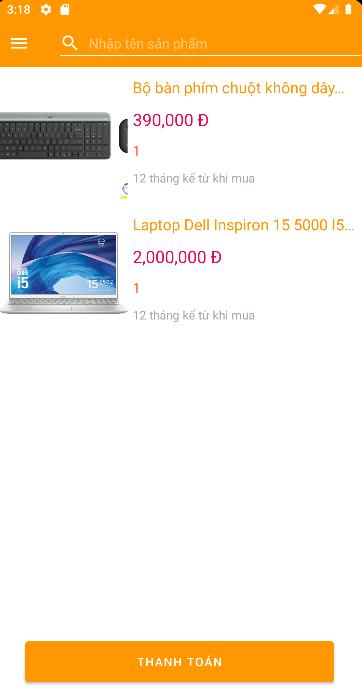 3:18
Nhập tên sản phẩm
Bộ bàn phím chuột không dây...
390,000 Đ
1
12 tháng kể từ khi mua
Laptop Dell Inspiron 15 5000 I5...
2,000,000 Đ
1
12 tháng kể từ khi mua
CORE
i5
THANH TOÁN